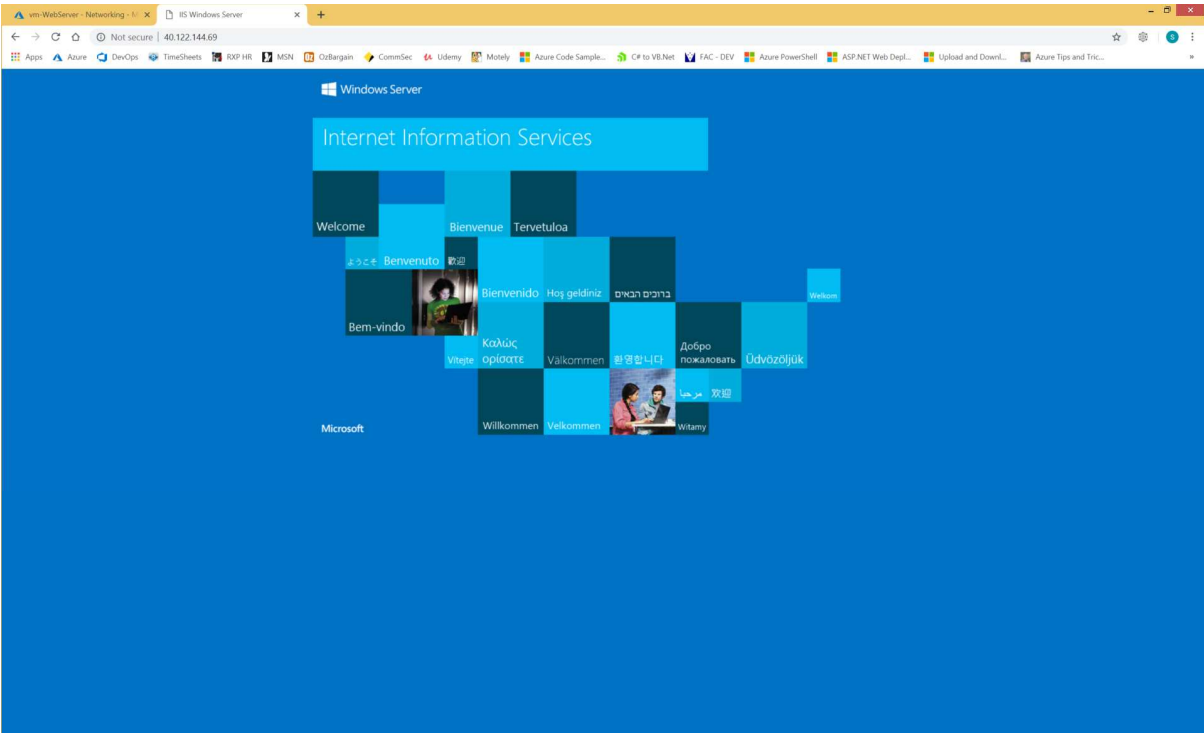 vm-WebServer - Networking - M
IIS Windows Server
Not secure | 40.122.144.69
Apps Azure DevOps TimeSheets RXP HR MSN OzBargain CommSec Udemy Motely Azure Code Sample... C# to VB.Net FAC - DEV Azure PowerShell ASP.NET Web Depl... Upload and Downl... Azure Tips and Tric... »
Windows Server
Internet Information Services
Welcome
Bienvenue
Tervetuloa
ようこそ
Benvenuto
歡迎
Bienvenido
Hoş geldiniz
ברוכים הבאים
Welkom
Bem-vindo
Vítejte
Καλώς
ορίσατε
Välkommen
환영합니다
Добро
пожаловать
Üdvözöljük
مرحبا
欢迎
Microsoft
Willkommen
Velkommen
Witamy